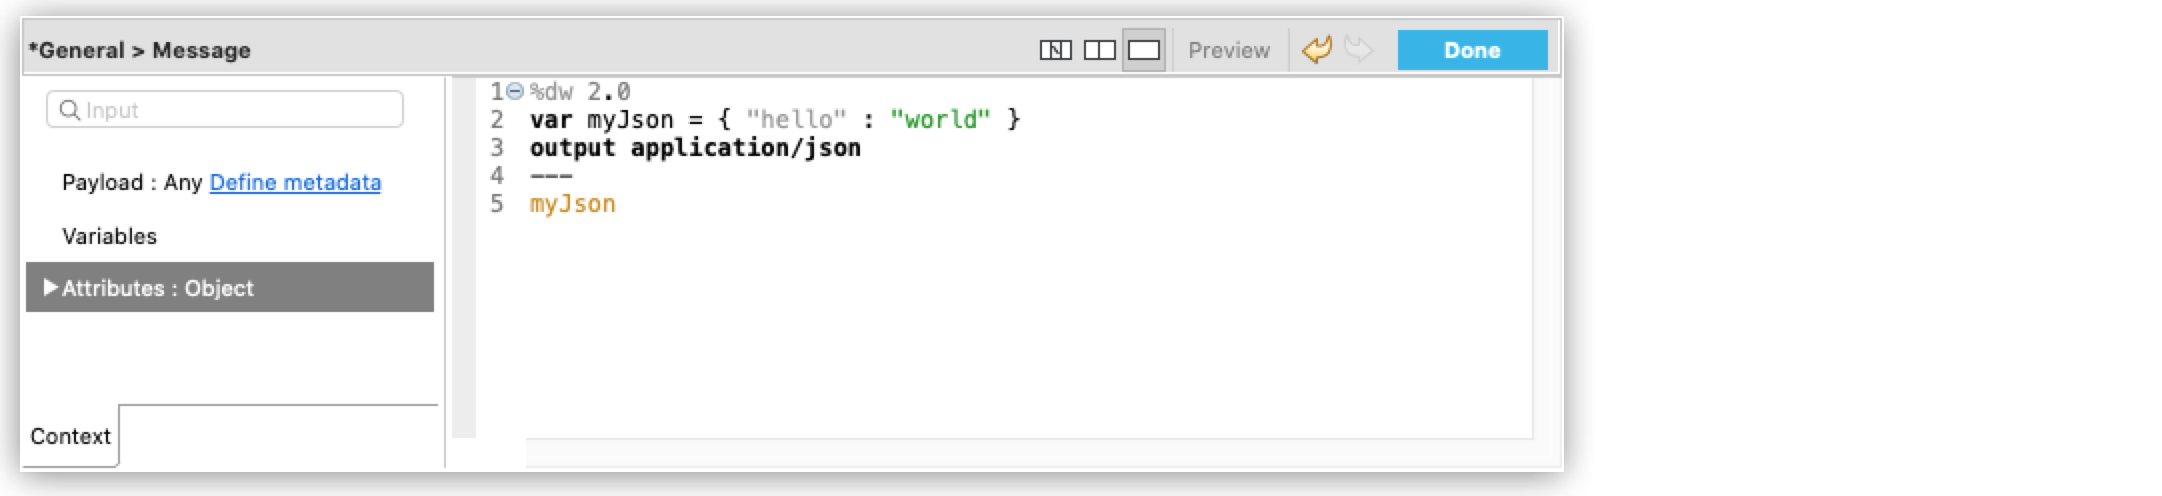 *General > Message
Preview
Done
Input
Payload : Any Define metadata
Variables
Attributes : Object
Context
1 %dw 2.0
2 var myJson = { "hello" : "world" }
3 output application/json
4 ---
5 myJson